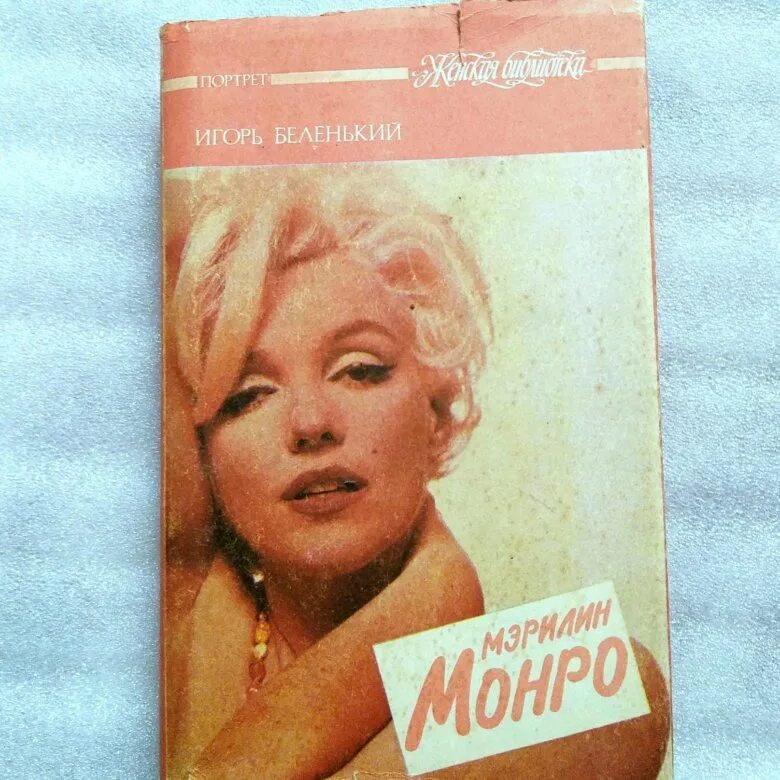 ПОРТРЕТ
Женская библиотека
ИГОРЬ БЕЛЕНЬКИЙ
МЭРИЛИН
МОНРО